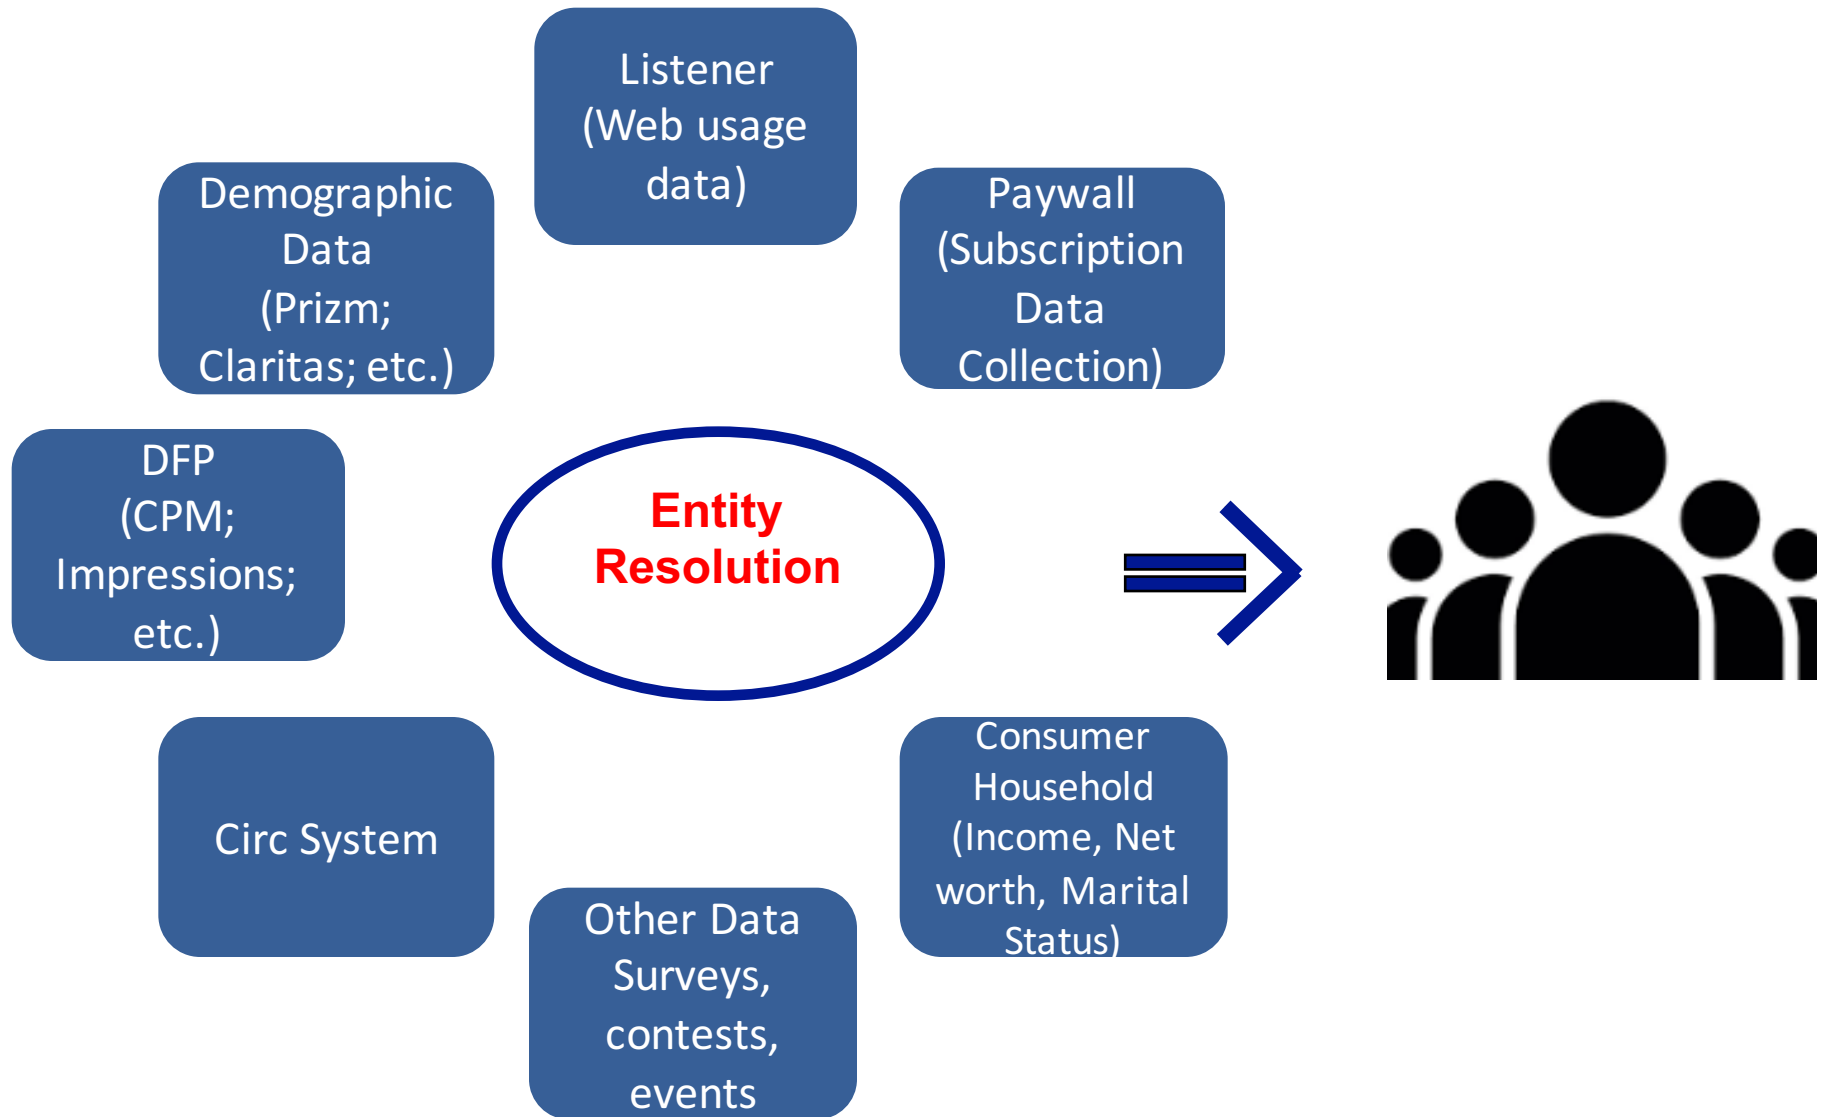 Listener
(Web usage
data)
Demographic
Data
(Prizm;
Claritas; etc.)
Paywall
(Subscription
Data
Collection)
DFP
(CPM;
Impressions;
etc.)
Entity
Resolution
Circ System
Consumer
Household
(Income, Net
worth, Marital
Status)
Other Data
Surveys,
contests,
events